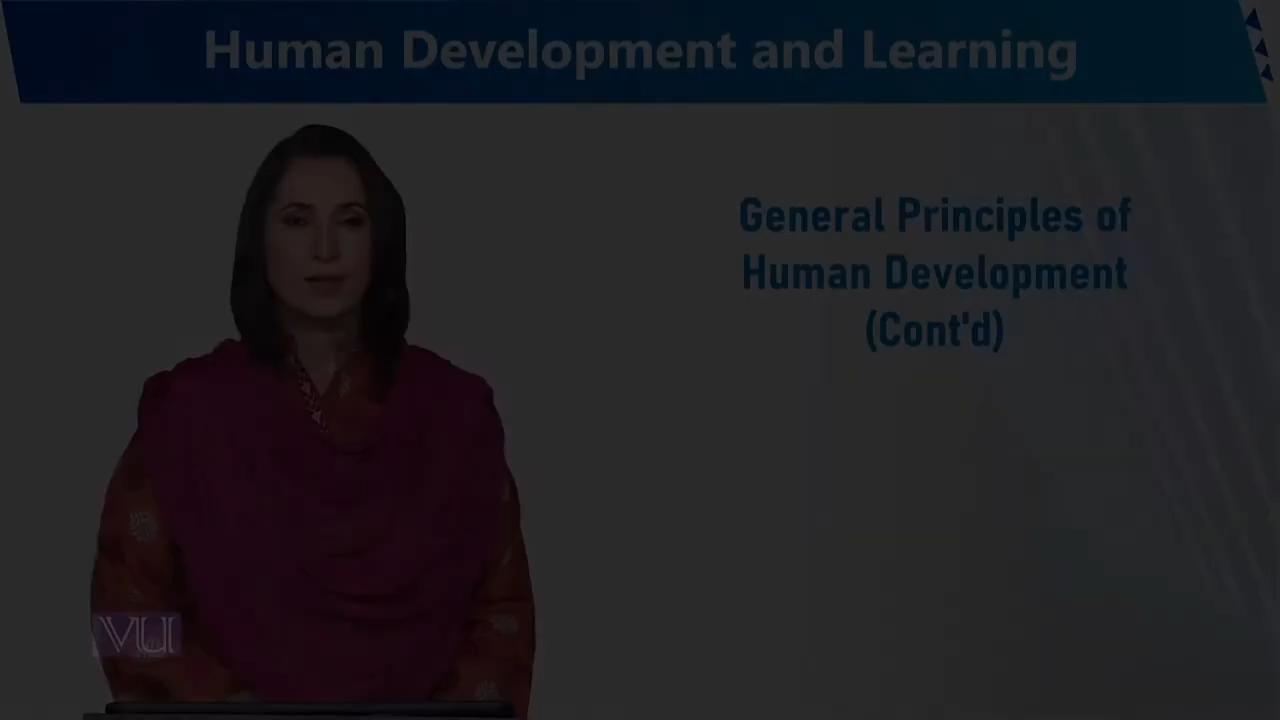 Human Development and Learning
General Principles of
Human Development
(Cont'd)
VU